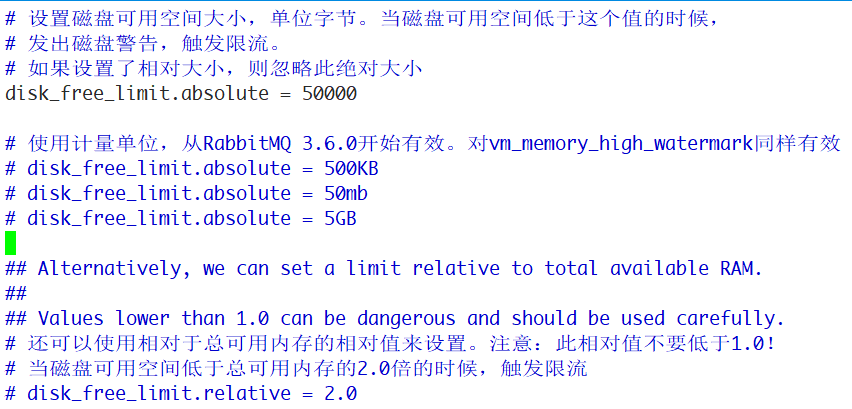 # 设置磁盘可用空间大小，单位字节。当磁盘可用空间低于这个值的时候，
# 发出磁盘警告，触发限流。
# 如果设置了相对大小，则忽略此绝对大小
disk_free_limit.absolute = 50000
# 使用计量单位，从RabbitMQ 3.6.0开始有效。对vm_memory_high_watermark同样有效
# disk_free_limit.absolute = 500KB
# disk_free_limit.absolute = 50mb
# disk_free_limit.absolute = 5GB
## Alternatively, we can set a limit relative to total available RAM.
##
## Values lower than 1.0 can be dangerous and should be used carefully.
# 还可以使用相对于总可用内存的相对值来设置。注意：此相对值不要低于1.0！
# 当磁盘可用空间低于总可用内存的2.0倍的时候，触发限流
# disk_free_limit.relative = 2.0